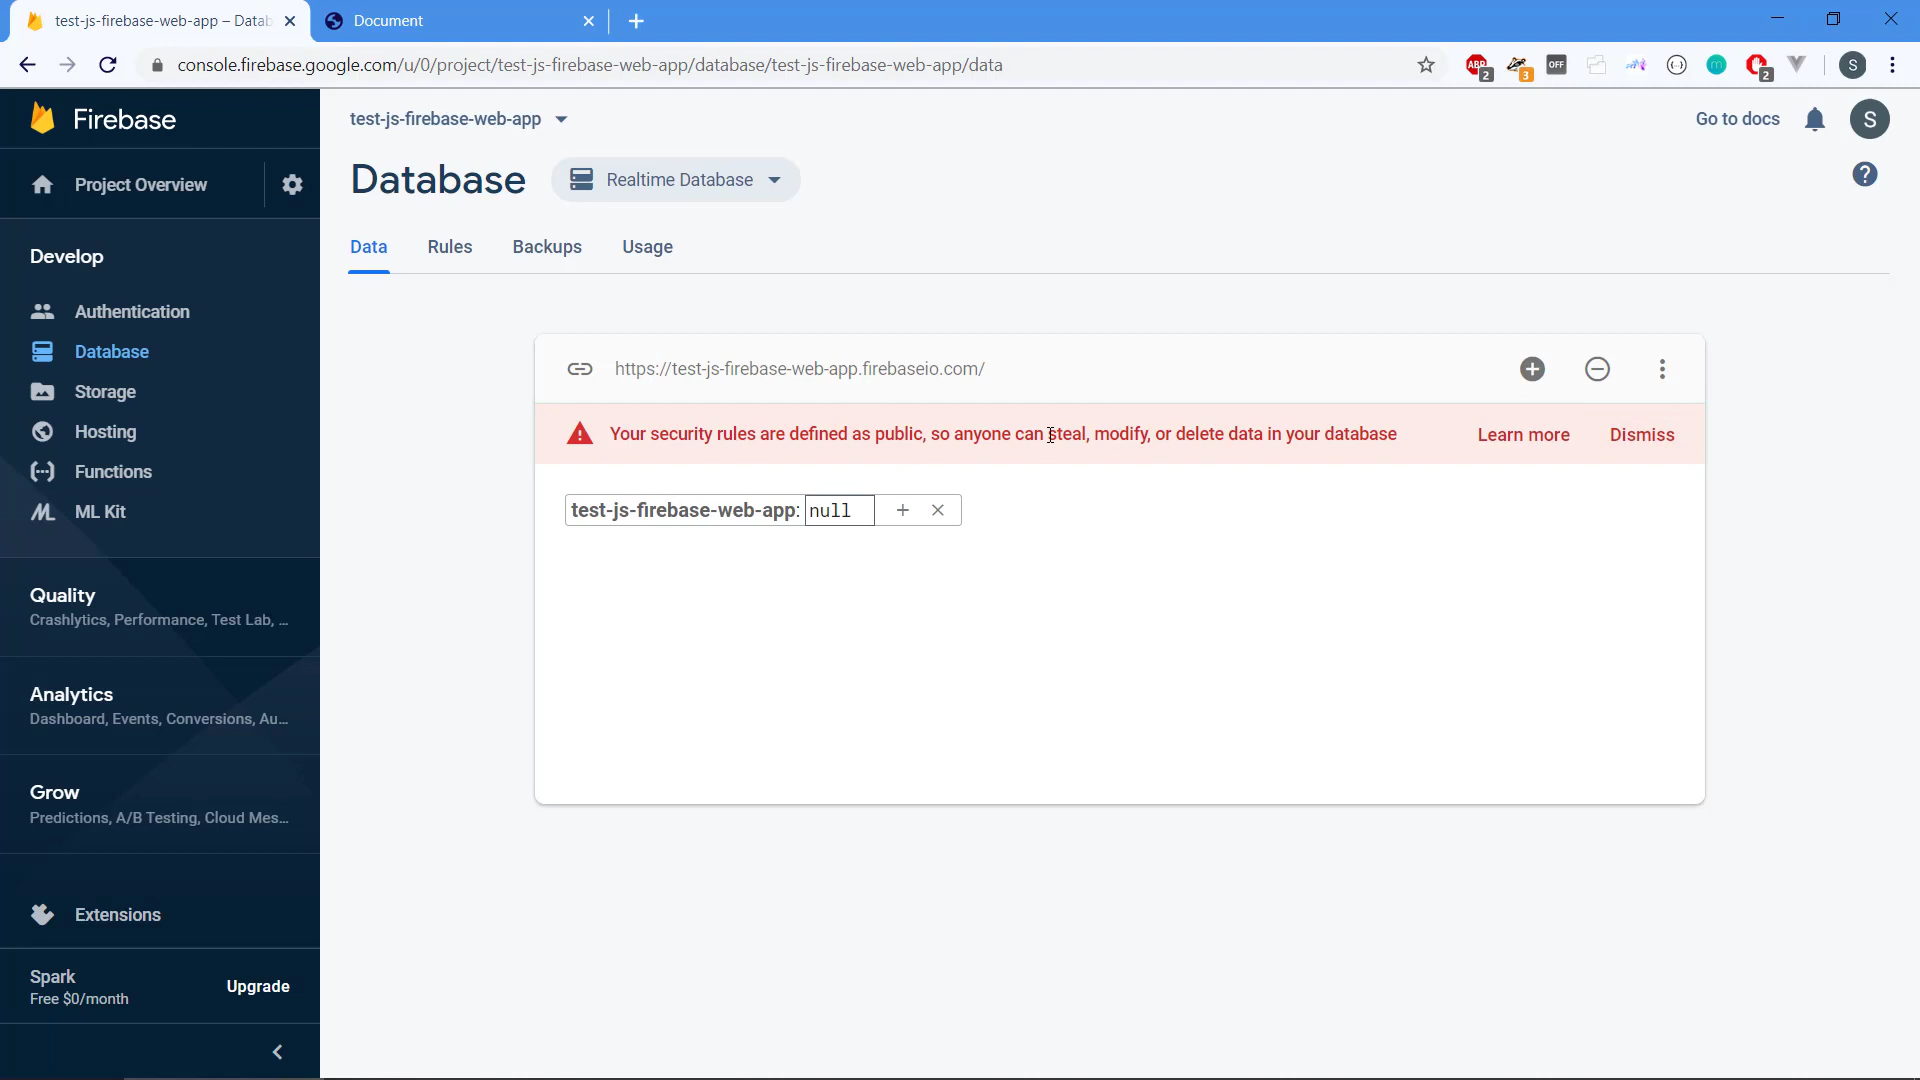 test-js-firebase-web-app – Datab
Document
console.firebase.google.com/u/0/project/test-js-firebase-web-app/database/test-js-firebase-web-app/data
ABP
2
3
OFF
m
2
S
Firebase
test-js-firebase-web-app
Go to docs
S
Project Overview
Database
Realtime Database
?
Data
Rules
Backups
Usage
Develop
Authentication
Database
Storage
Hosting
Functions
ML Kit
https://test-js-firebase-web-app.firebaseio.com/
Your security rules are defined as public, so anyone can steal, modify, or delete data in your database
Learn more
Dismiss
test-js-firebase-web-app: null
Quality
Crashlytics, Performance, Test Lab, ...
Analytics
Dashboard, Events, Conversions, Au...
Grow
Predictions, A/B Testing, Cloud Mes...
Extensions
Spark
Free $0/month
Upgrade